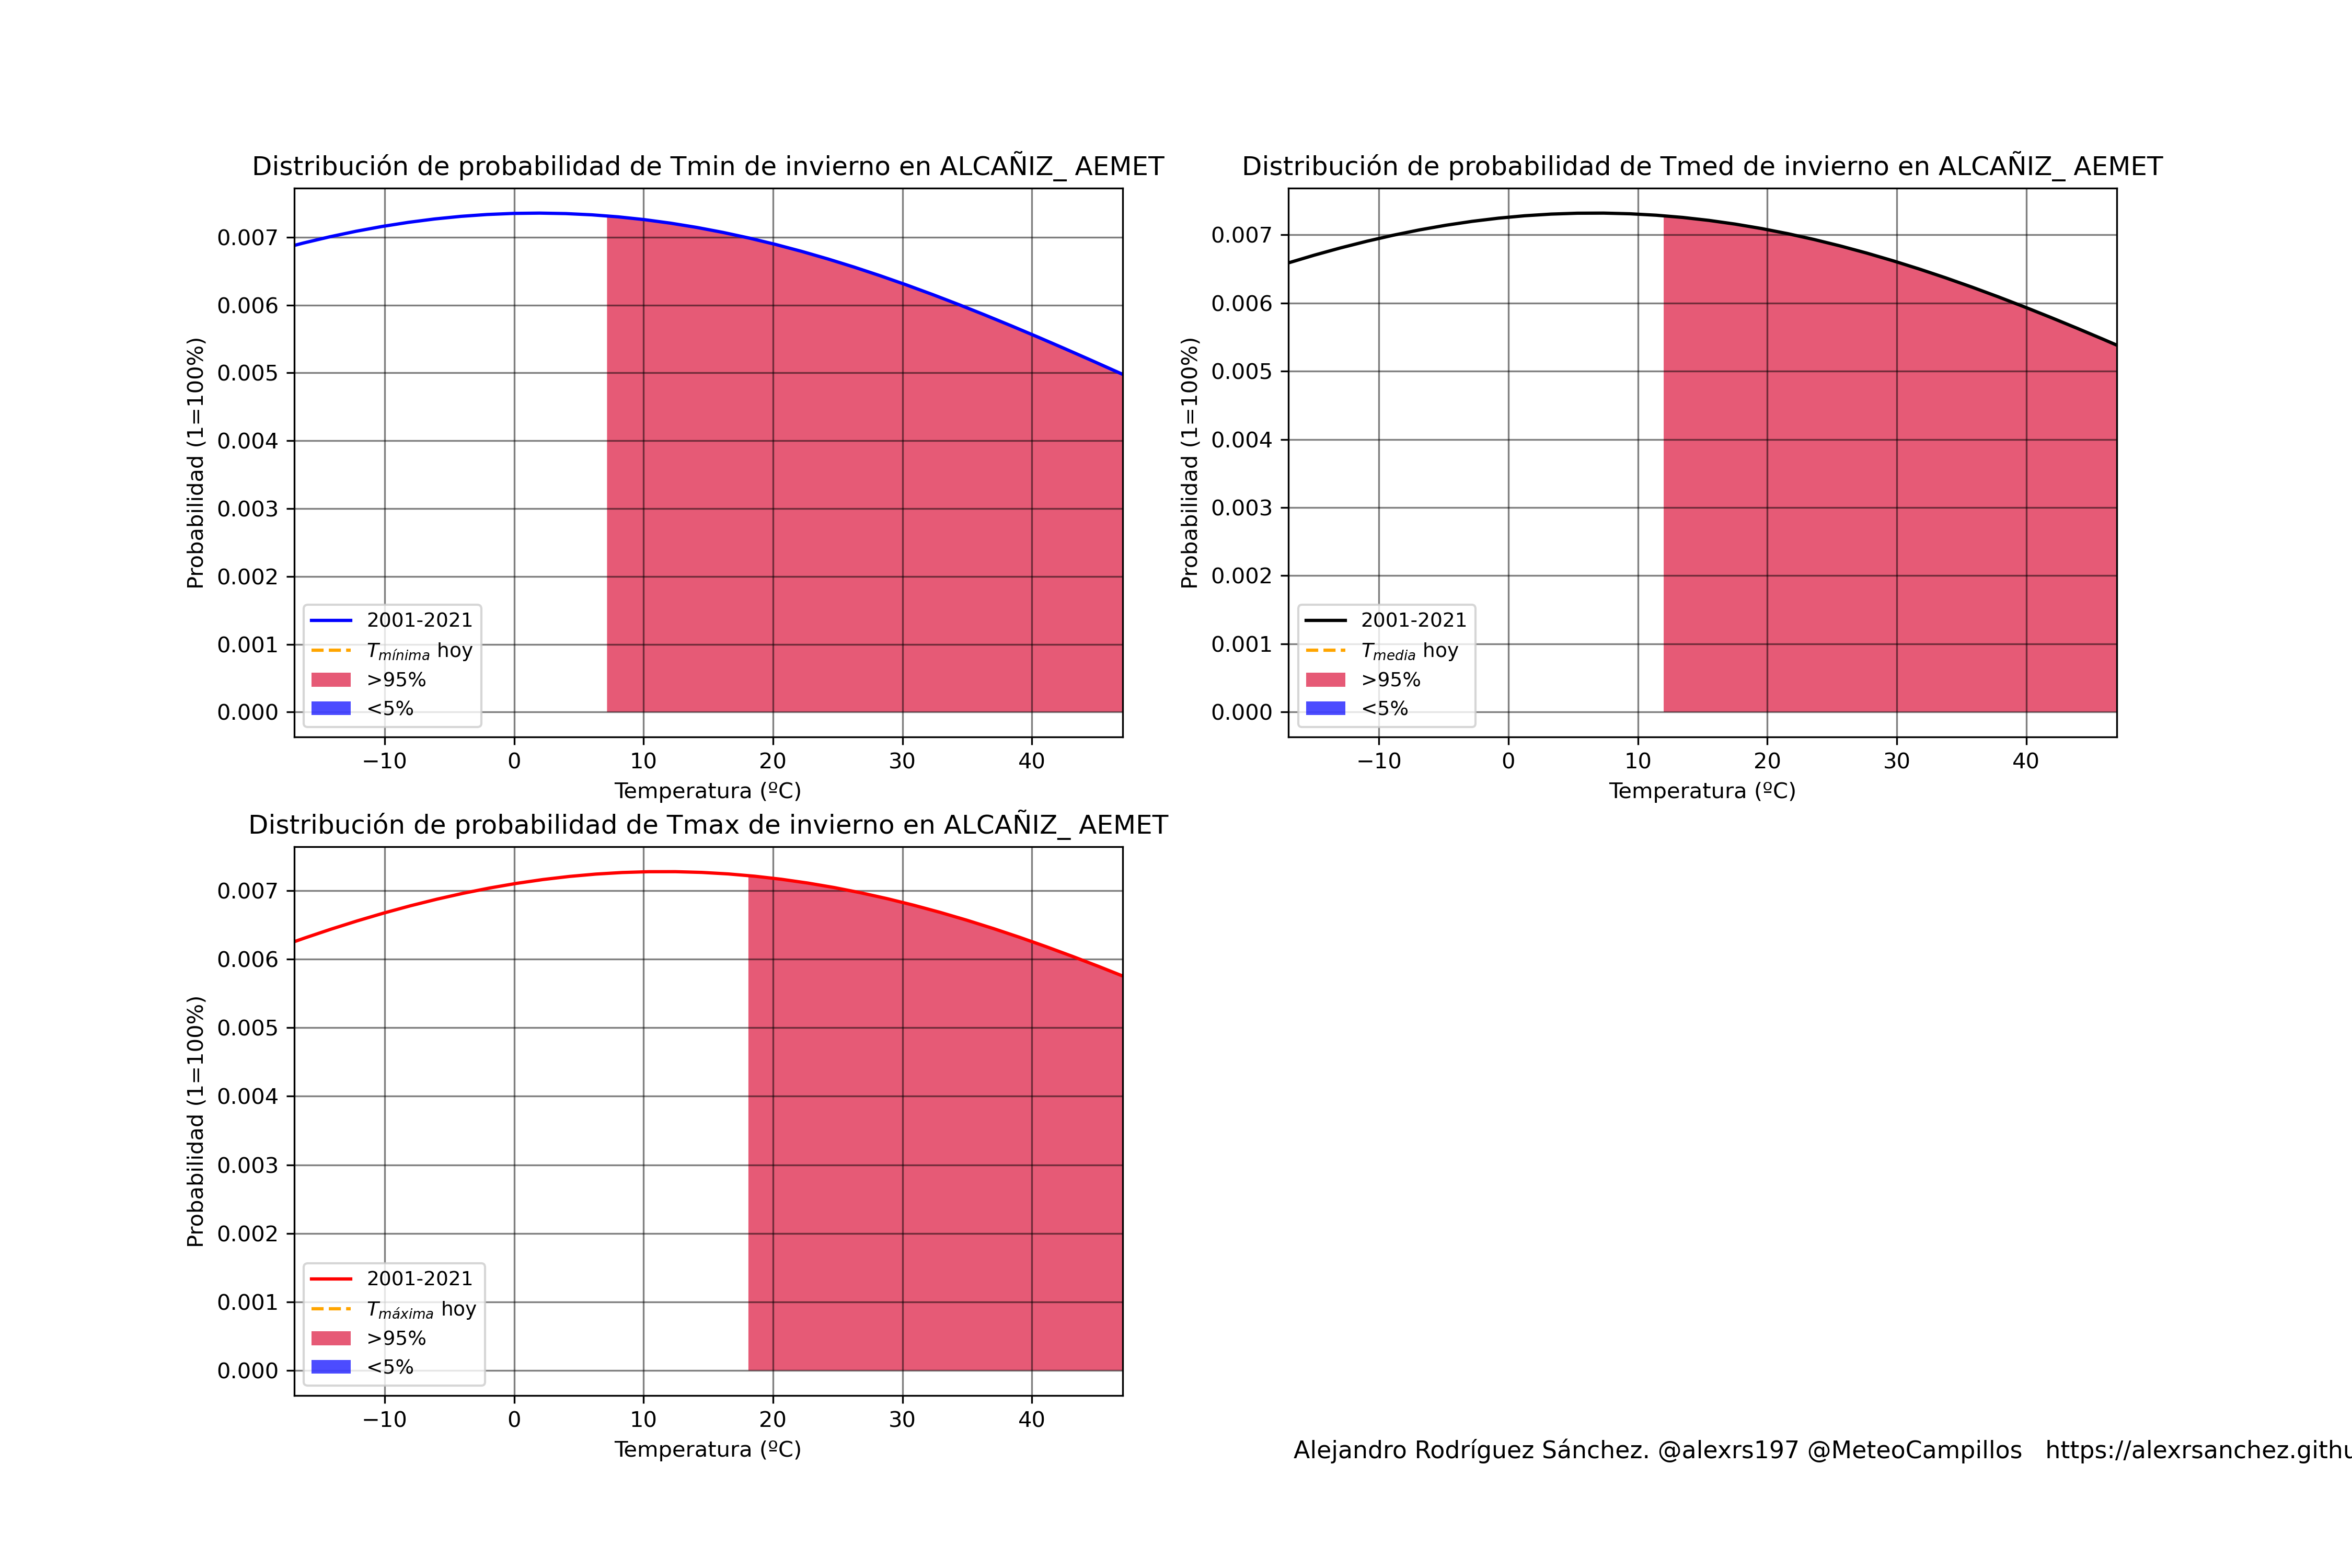 Distribución de probabilidad de Tmin de invierno en ALCAÑIZ_ AEMET
Probabilidad (1=100%)
0.007
0.006
0.005
0.004
0.003
0.002
0.001
0.000
2001-2021
Tmínima hoy
>95%
<5%
−10 0 10 20 30 40
Temperatura (ºC)
Distribución de probabilidad de Tmed de invierno en ALCAÑIZ_ AEMET
Probabilidad (1=100%)
0.007
0.006
0.005
0.004
0.003
0.002
0.001
0.000
2001-2021
Tmedia hoy
>95%
<5%
−10 0 10 20 30 40
Temperatura (ºC)
Distribución de probabilidad de Tmax de invierno en ALCAÑIZ_ AEMET
Probabilidad (1=100%)
0.007
0.006
0.005
0.004
0.003
0.002
0.001
0.000
2001-2021
Tmáxima hoy
>95%
<5%
−10 0 10 20 30 40
Temperatura (ºC)
Alejandro Rodríguez Sánchez. @alexrs197 @MeteoCampillos https://alexrsanchez.githu